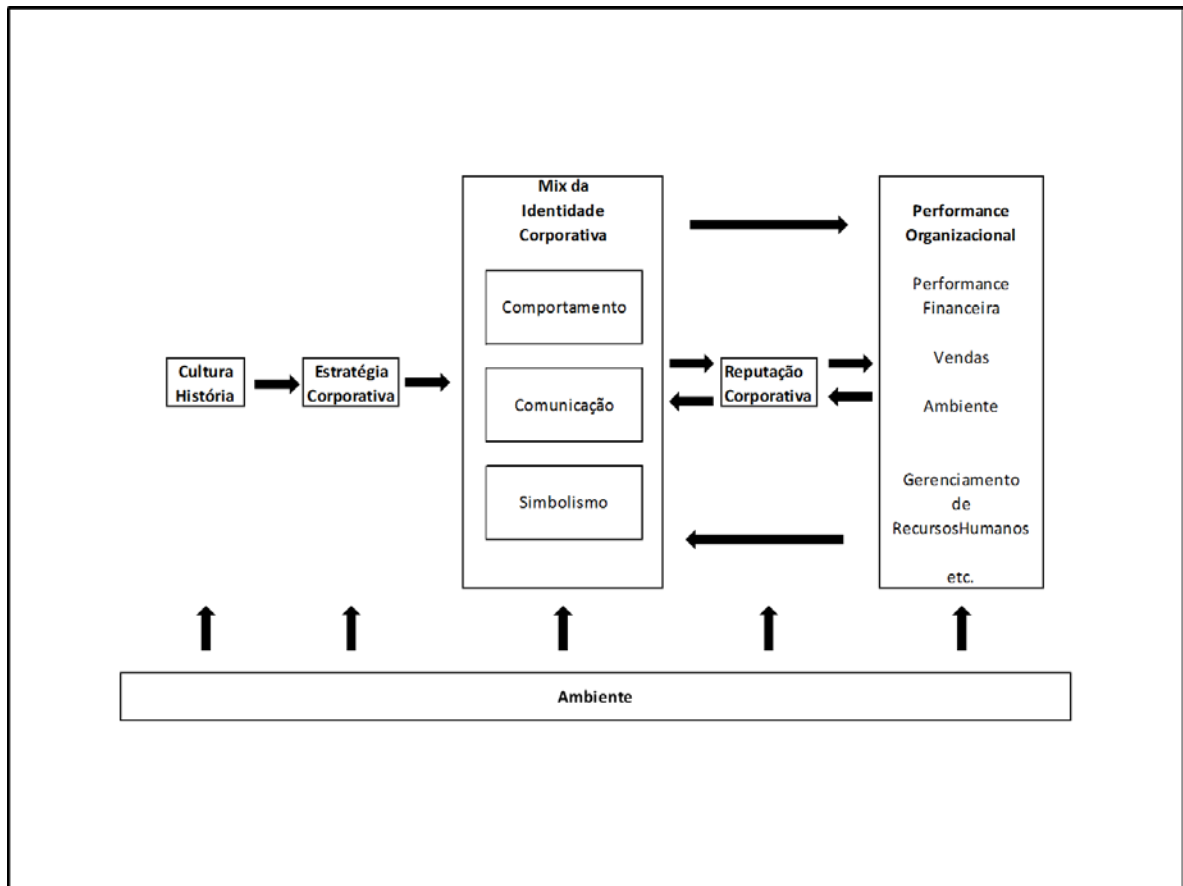 Cultura
História
Estratégia
Corporativa
Mix da
Identidade
Corporativa
Comportamento
Comunicação
Simbolismo
Reputação
Corporativa
Performance
Organizacional
Performance
Financeira
Vendas
Ambiente
Gerenciamento
de
RecursosHumanos
etc.
Ambiente